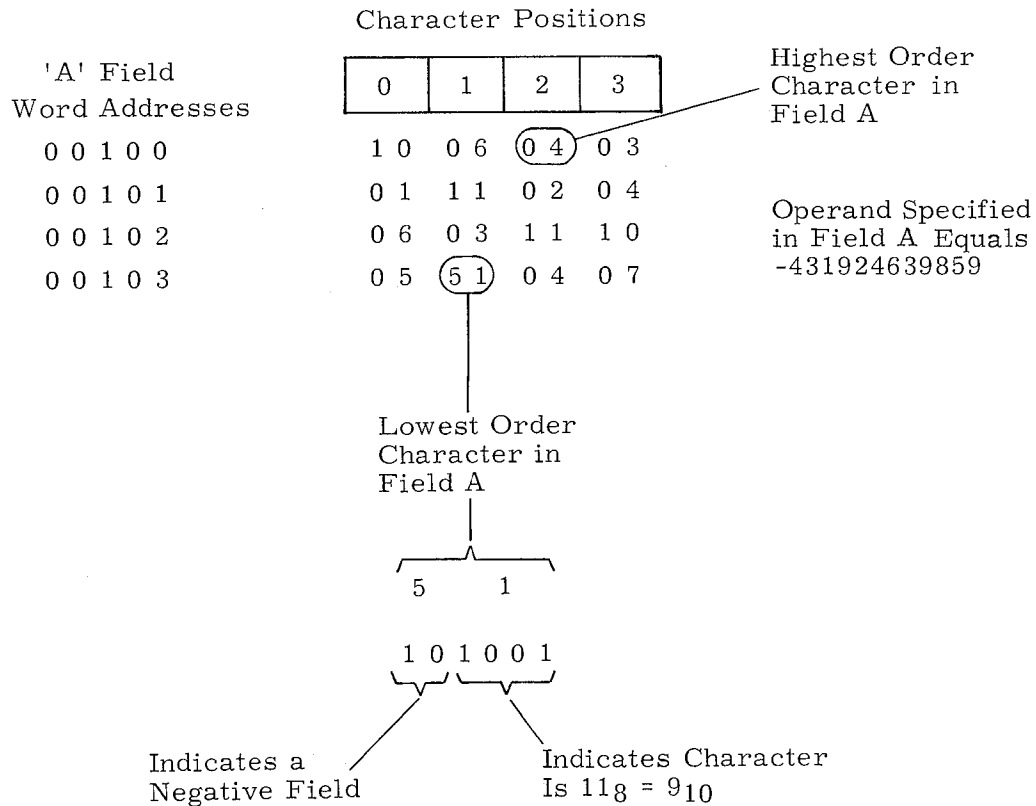 Character Positions
'A' Field
Word Addresses
0 1 2 3
Highest Order
Character in
Field A
0 0 1 0 0 1 0 0 6 0 4 0 3
0 0 1 0 1 0 1 1 1 0 2 0 4
0 0 1 0 2 0 6 0 3 1 1 1 0
0 0 1 0 3 0 5 5 1 0 4 0 7
Operand Specified
in Field A Equals
-431924639859
Lowest Order
Character in
Field A
5 1
1 0 1 0 0 1
Indicates a
Negative Field
Indicates Character
Is 11₈ = 9₁₀